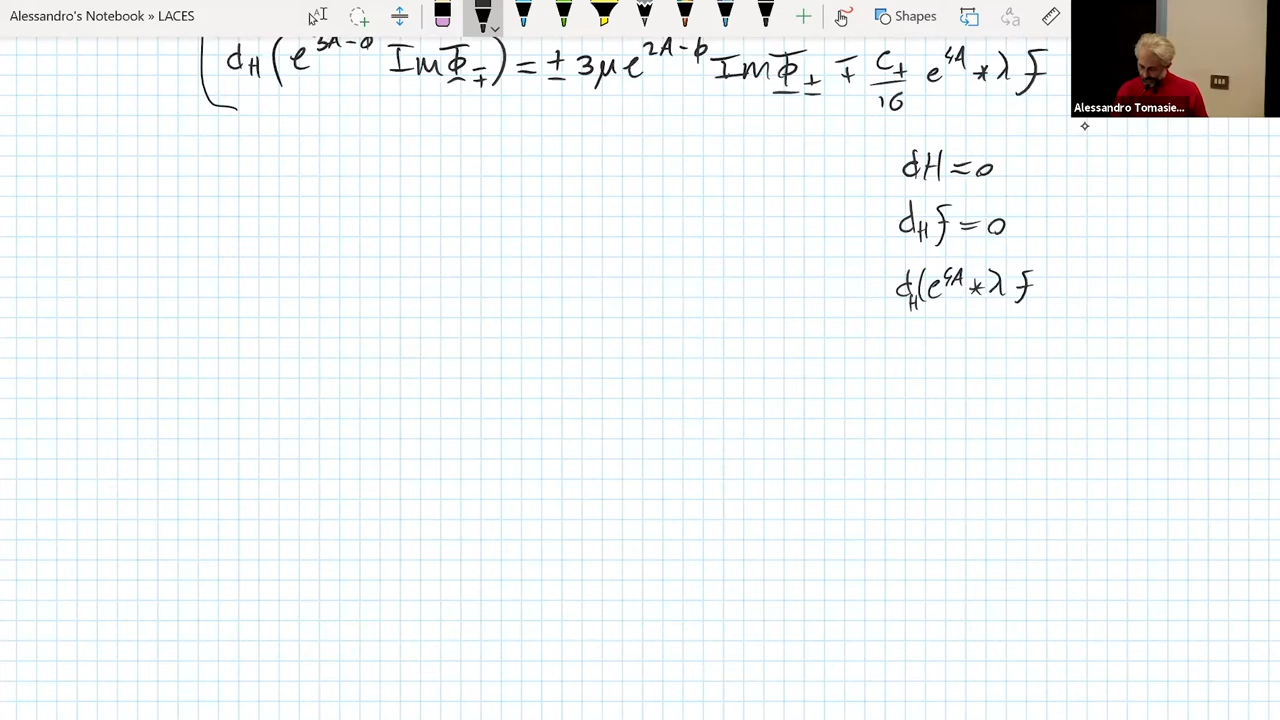 Alessandro's Notebook » LACES
Shapes
d_H(e^{3A-φ} Im Φ_∓) = ± 3μe^{2A-φ} Im Φ_± ∓ c_+/16 e^{4A} *λ f
Alessandro Tomasie...
dH = 0
d_H f = 0
d_H(e^{4A} *λ f